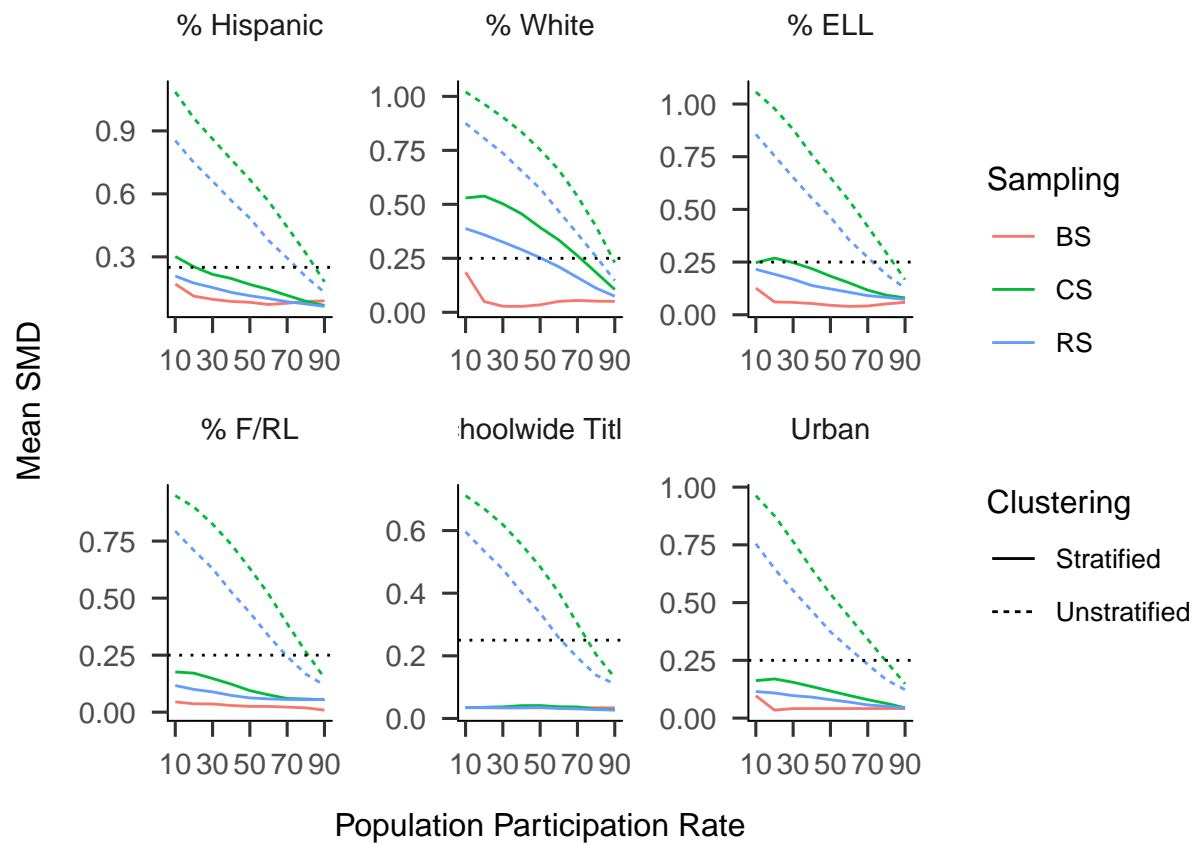 % Hispanic
% White
% ELL
0.9
0.6
0.3
1.00
0.75
0.50
0.25
0.00
1.00
0.75
0.50
0.25
0.00
10 30 50 70 90
10 30 50 70 90
10 30 50 70 90
% F/RL
hoolwide Titl
Urban
0.75
0.50
0.25
0.00
0.6
0.4
0.2
0.0
1.00
0.75
0.50
0.25
0.00
10 30 50 70 90
10 30 50 70 90
10 30 50 70 90
Mean SMD
Population Participation Rate
Sampling
BS
CS
RS
Clustering
Stratified
Unstratified